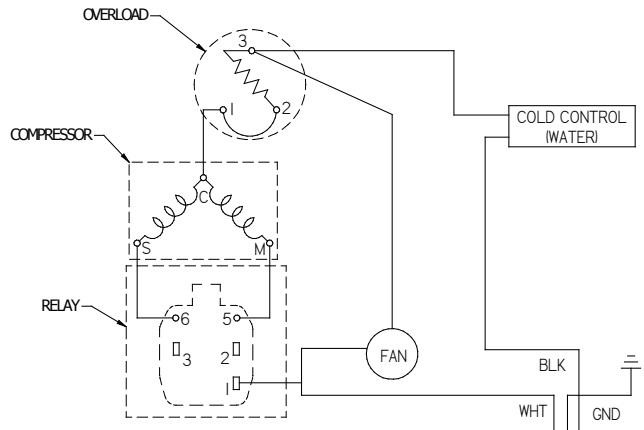 OVERLOAD
3
1
2
COLD CONTROL
(WATER)
COMPRESSOR
C
S
M
RELAY
6
5
3
2
1
FAN
BLK
WHT
GND